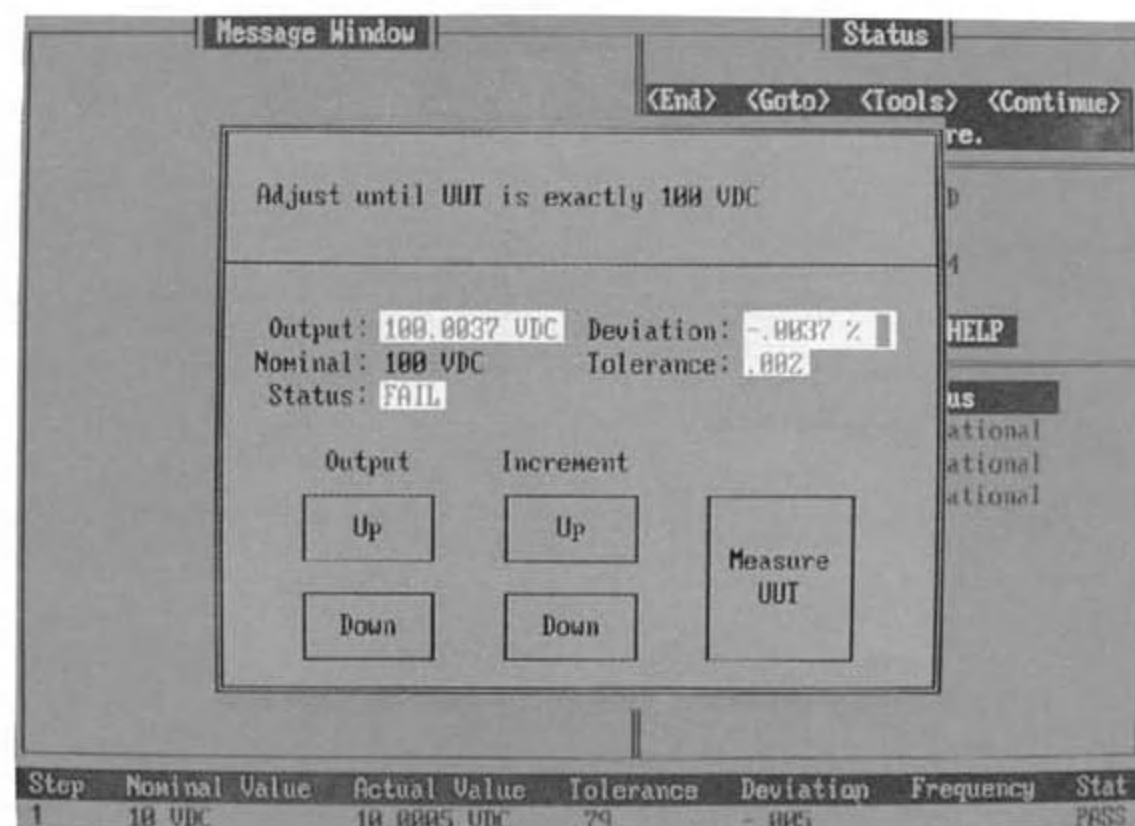 Message Window
Status
<End> <Goto> <Tools> <Continue>
re.
Adjust until UUT is exactly 100 VDC
D
4
Output: 100.0037 VDC Deviation: -.0037 %
HELP
Nominal: 100 VDC Tolerance: .002
Status: FAIL
us
ational
Output Increment
ational
ational
Up Up
Measure
UUT
Down Down
Step Nominal Value Actual Value Tolerance Deviation Frequency Stat
1 10 VDC 10.0005 VDC 79 -.005 PASS